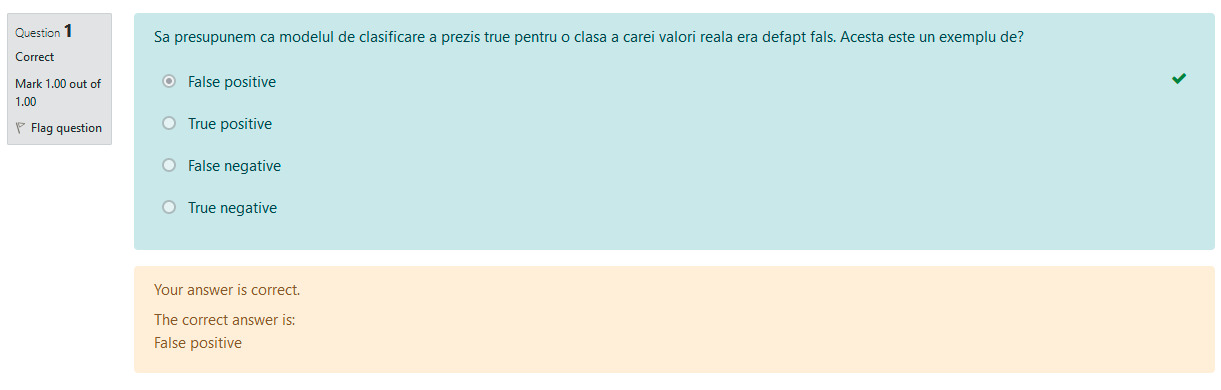 Question 1
Correct
Mark 1.00 out of
1.00
Flag question
Sa presupunem ca modelul de clasificare a prezis true pentru o clasa a carei valori reala era defapt fals. Acesta este un exemplu de?
False positive
True positive
False negative
True negative
Your answer is correct.
The correct answer is:
False positive